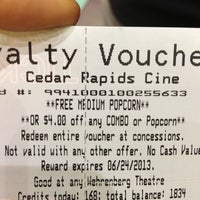 yalty Vouche
Cedar Rapids Cine
#: 9941000100255633
**FREE MEDIUM POPCORN**
**OR $4.00 off any COMBO or Popcorn**
Redeem entire voucher at concessions.
Not valid with any other offer. No Cash Value
Reward expires 06/24/2013.
Good at any Wehrenberg Theatre
Credits today: 168; total balance: 1834